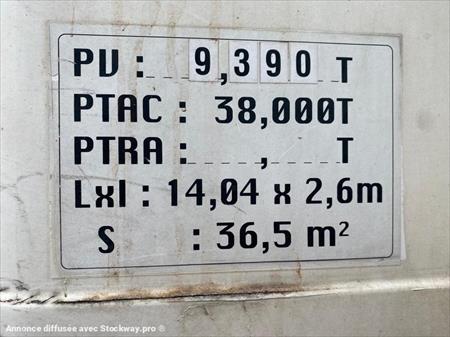 PV : 9,390 T
PTAC : 38,000T
PTRA : , T
Lxl : 14,04 x 2,6m
S : 36,5 m²
Annonce diffusée avec Stockway.pro ®